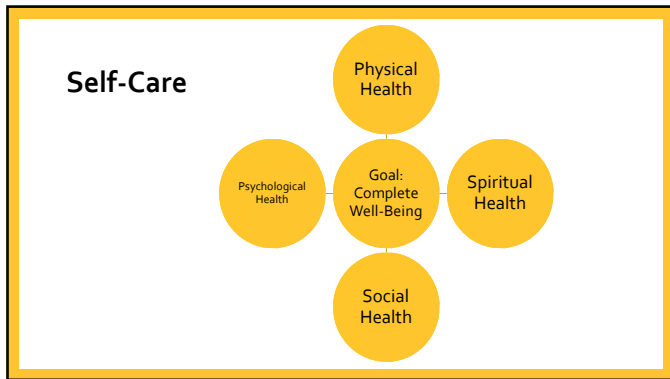 Self-Care
Physical
Health
Psychological
Health
Goal:
Complete
Well-Being
Spiritual
Health
Social
Health